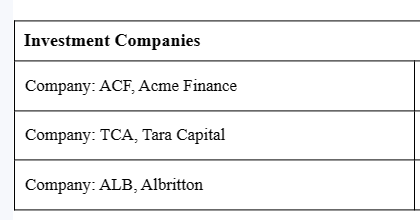 Investment Companies
Company: ACF, Acme Finance
Company: TCA, Tara Capital
Company: ALB, Albritton